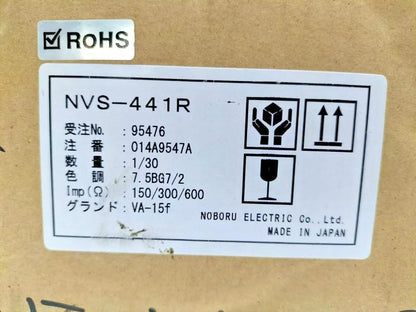 RoHS
NVS-441R
受注No. : 95476
注 番 : 014A9547A
数 量 : 1/30
色 調 : 7.5BG7/2
Imp(Ω) : 150/300/600
グランド : VA-15f
NOBORU ELECTRIC Co., Ltd.
MADE IN JAPAN